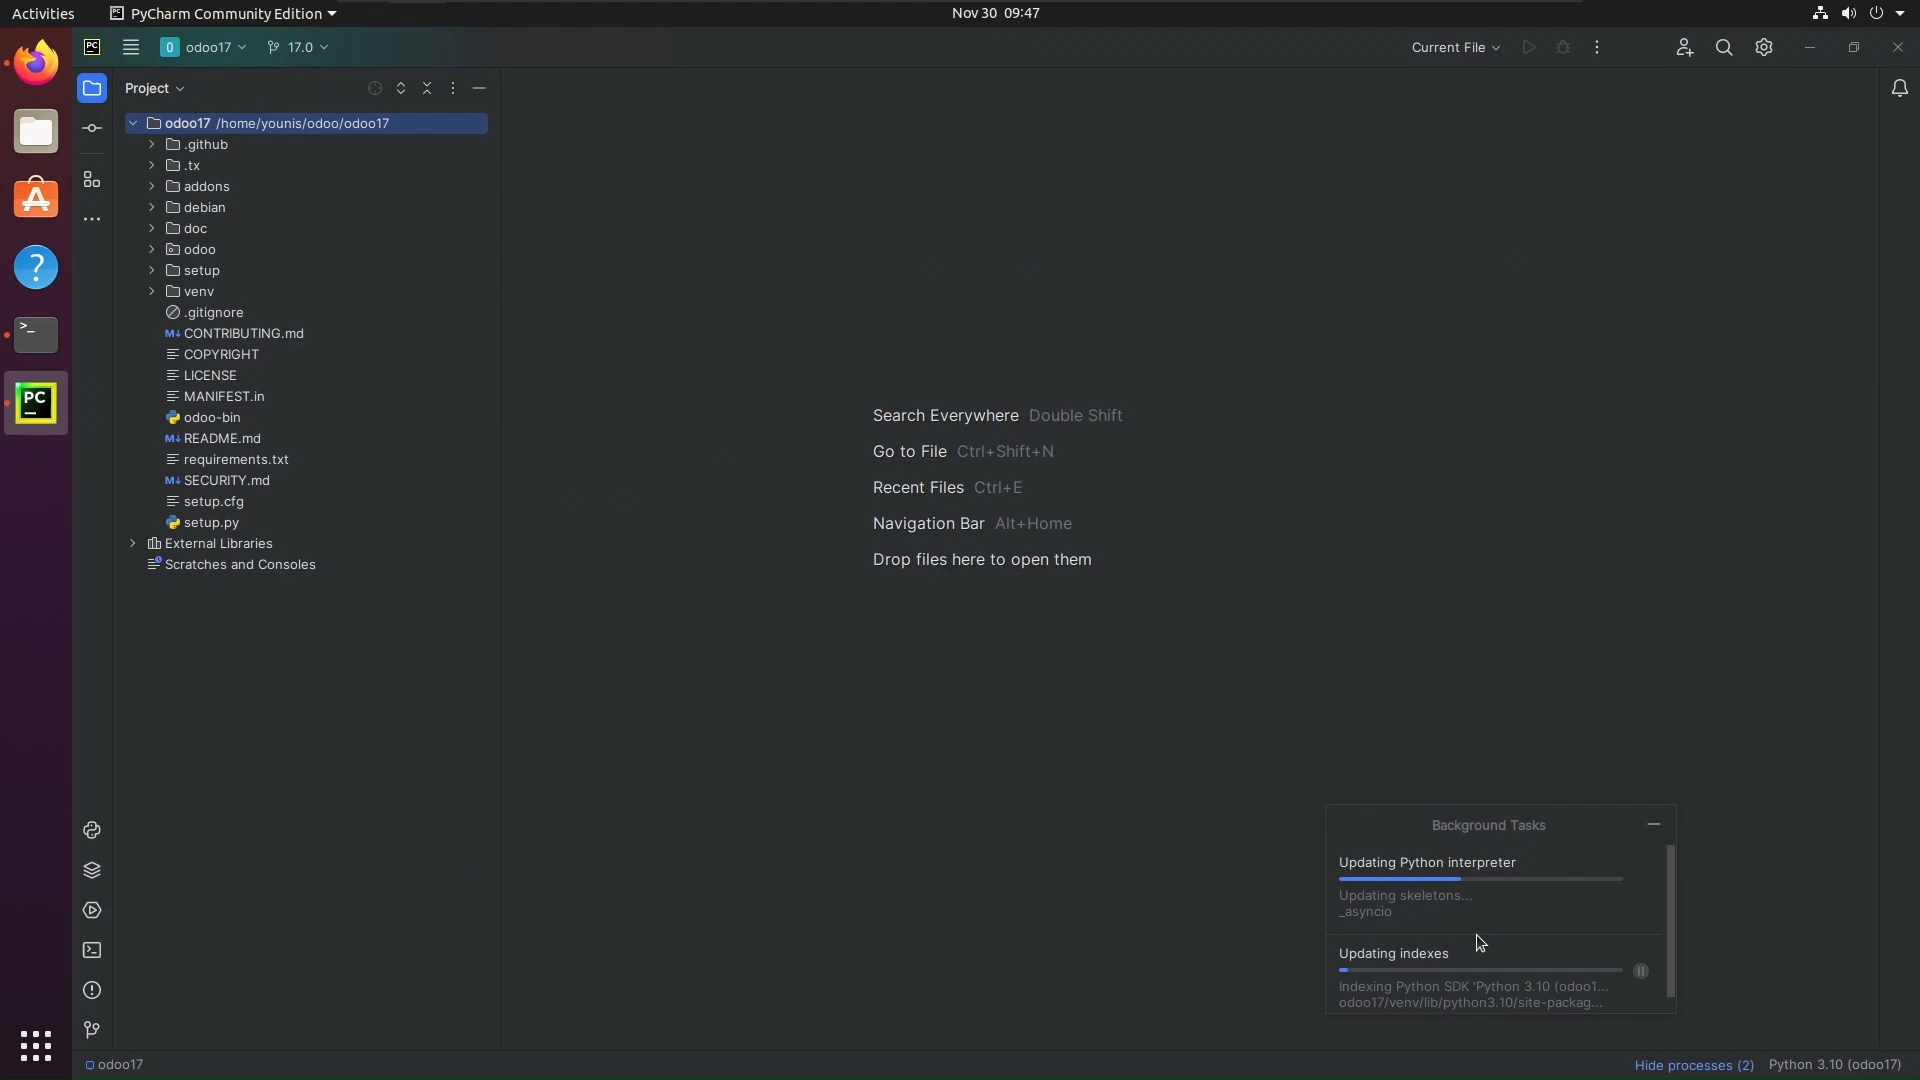 Activities
PyCharm Community Edition
Nov 30 09:47
PC
O
odoo17
17.0
Current File
Project
odoo17 /home/younis/odoo/odoo17
.github
.tx
addons
debian
doc
odoo
setup
venv
.gitignore
M↓ CONTRIBUTING.md
COPYRIGHT
LICENSE
MANIFEST.in
odoo-bin
M↓ README.md
requirements.txt
M↓ SECURITY.md
setup.cfg
setup.py
External Libraries
Scratches and Consoles
PC
Search Everywhere Double Shift
Go to File Ctrl+Shift+N
Recent Files Ctrl+E
Navigation Bar Alt+Home
Drop files here to open them
Background Tasks
Updating Python interpreter
Updating skeletons...
_asyncio
Updating indexes
Indexing Python SDK 'Python 3.10 (odoo1...
odoo17/venv/lib/python3.10/site-packag...
odoo17
Hide processes (2)
Python 3.10 (odoo17)